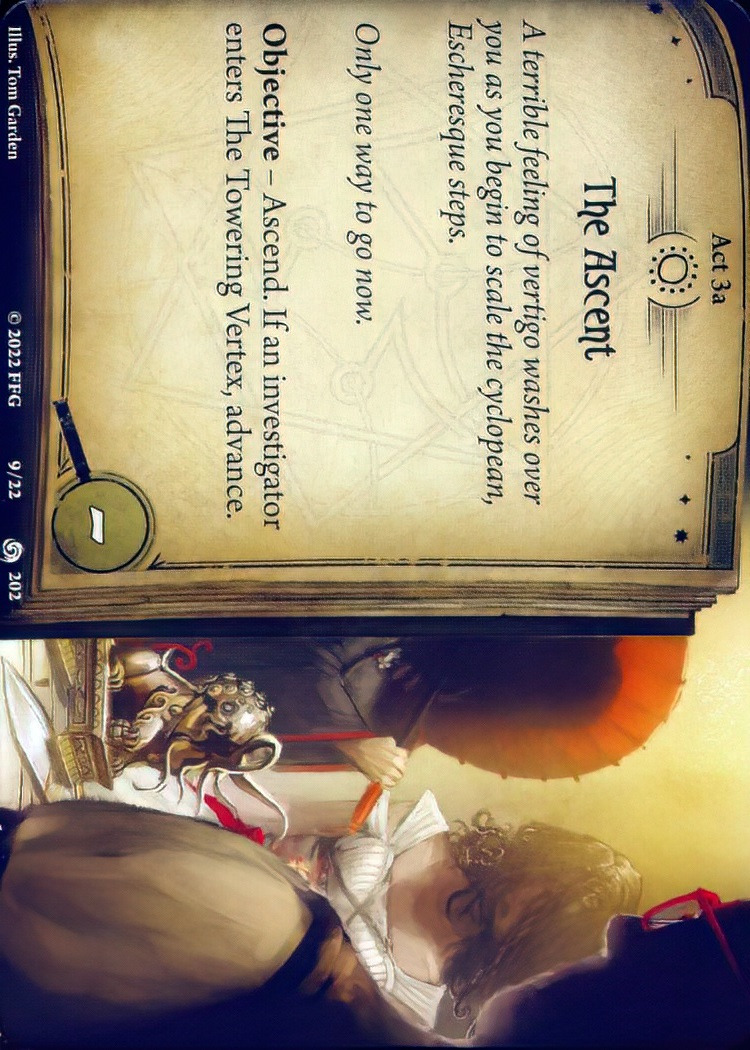 Act 3a
The Ascent
A terrible feeling of vertigo washes over
you as you begin to scale the cyclopean,
Escheresque steps.
Only one way to go now.
Objective – Ascend. If an investigator
enters The Towering Vertex, advance.
–
Illus. Tom Garden © 2022 FFG 9/22 202